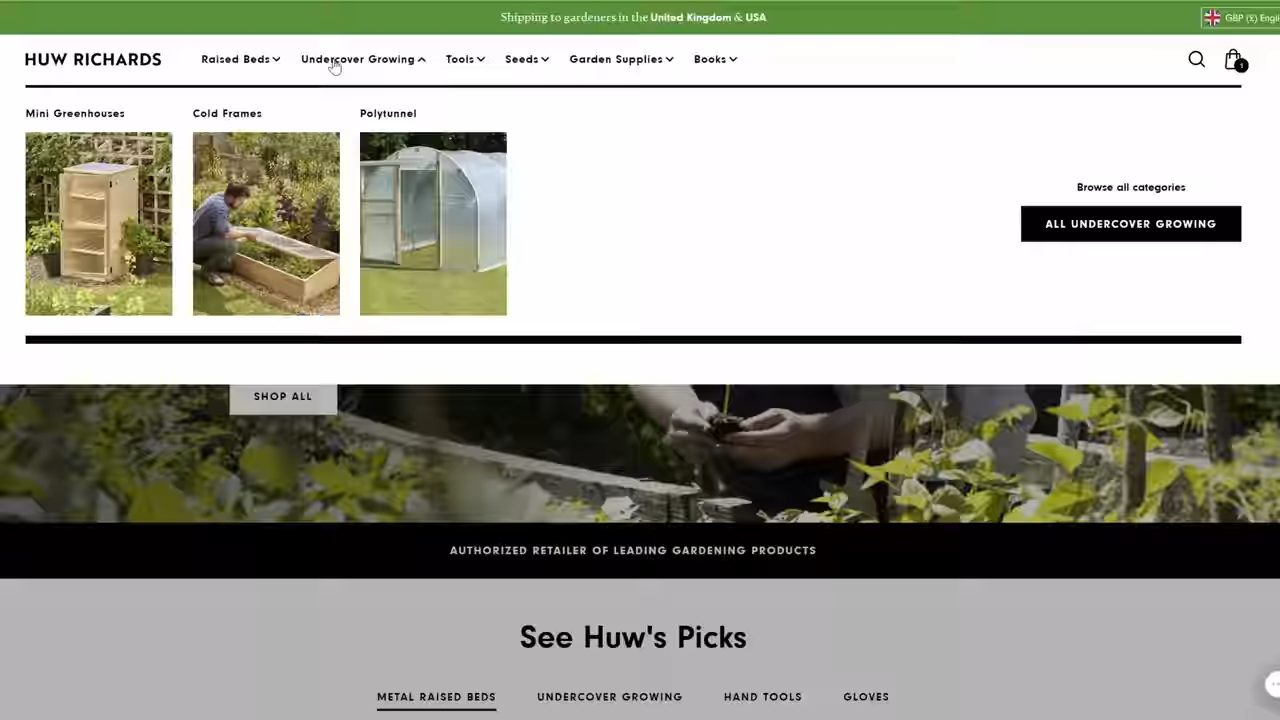 Shipping to gardeners in the United Kingdom & USA
GBP (£) Engli
HUW RICHARDS
Raised Beds
Undercover Growing
Tools
Seeds
Garden Supplies
Books
1
Mini Greenhouses
Cold Frames
Polytunnel
Browse all categories
ALL UNDERCOVER GROWING
SHOP ALL
AUTHORIZED RETAILER OF LEADING GARDENING PRODUCTS
See Huw's Picks
METAL RAISED BEDS
UNDERCOVER GROWING
HAND TOOLS
GLOVES